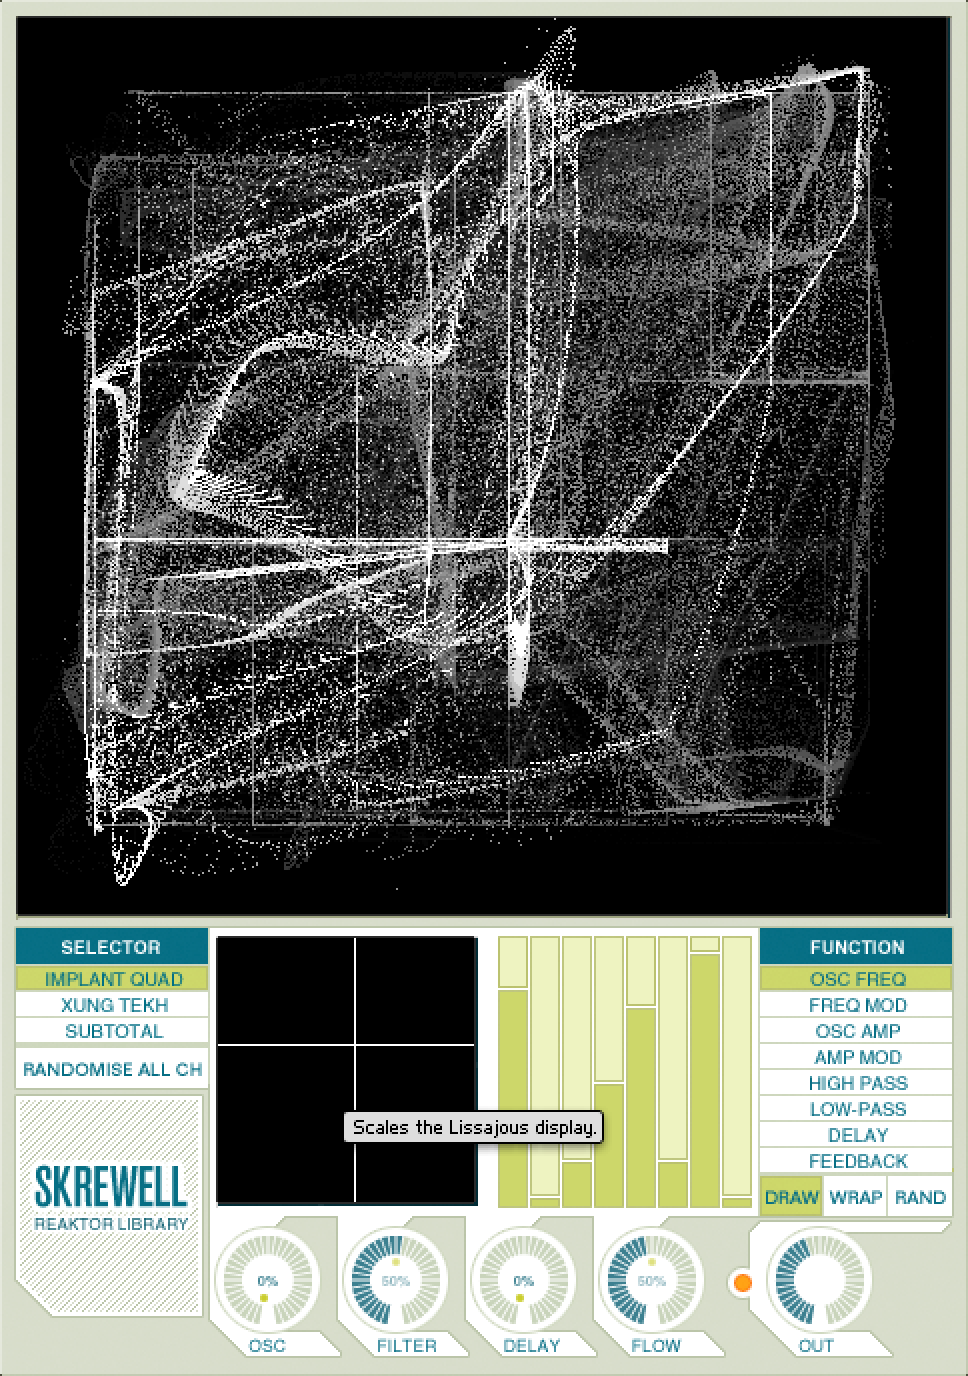 SELECTOR
IMPLANT QUAD
XUNG TEKH
SUBTOTAL
RANDOMISE ALL CH
SKREWELL
REAKTOR LIBRARY
Scales the Lissajous display.
FUNCTION
OSC FREQ
FREQ MOD
OSC AMP
AMP MOD
HIGH PASS
LOW-PASS
DELAY
FEEDBACK
DRAW WRAP RAND
0% 50% 0% 50%
OSC FILTER DELAY FLOW OUT